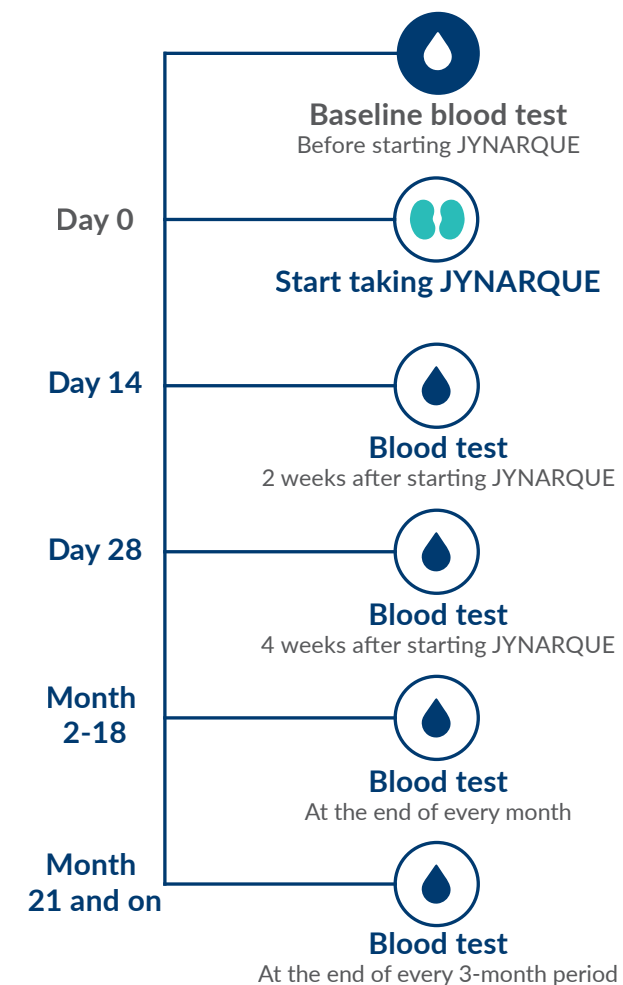 Baseline blood test
Before starting JYNARQUE
Day 0
Start taking JYNARQUE
Day 14
Blood test
2 weeks after starting JYNARQUE
Day 28
Blood test
4 weeks after starting JYNARQUE
Month
2-18
Blood test
At the end of every month
Month
21 and on
Blood test
At the end of every 3-month period